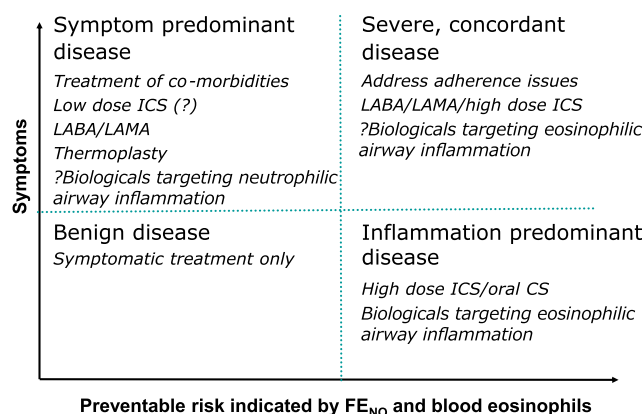 Symptom predominant
disease
Treatment of co-morbidities
Low dose ICS (?)
LABA/LAMA
Thermoplasty
?Biologicals targeting neutrophilic
airway inflammation
Severe, concordant
disease
Address adherence issues
LABA/LAMA/high dose ICS
?Biologicals targeting eosinophilic
airway inflammation
Symptoms
Benign disease
Symptomatic treatment only
Inflammation predominant
disease
High dose ICS/oral CS
Biologicals targeting eosinophilic
airway inflammation
Preventable risk indicated by FENO and blood eosinophils